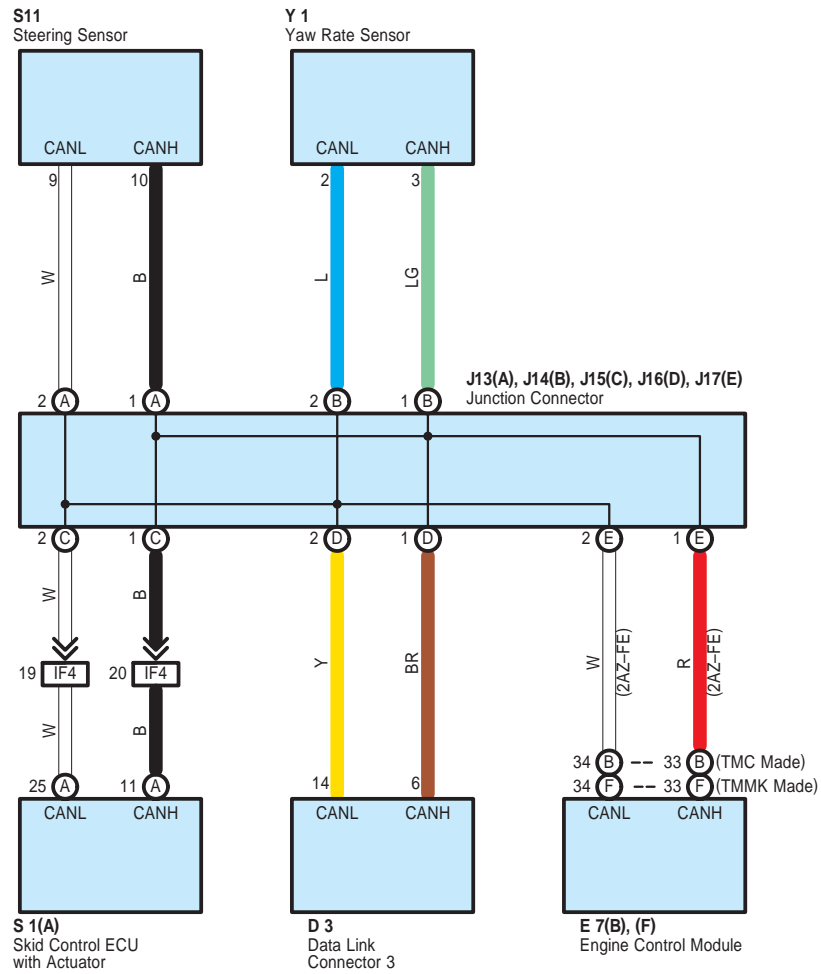 S11
Steering Sensor
Y 1
Yaw Rate Sensor
CANL CANH
CANL CANH
9 10
2 3
W B L LG
J13(A), J14(B), J15(C), J16(D), J17(E)
Junction Connector
2 A 1 A 2 B 1 B
2 C 1 C 2 D 1 D 2 E 1 E
W B Y BR W (2AZ–FE) R (2AZ–FE)
19 IF4 20 IF4
W B
34 B -- 33 B (TMC Made)
34 F -- 33 F (TMMK Made)
25 A 11 A 14 6
CANL CANH CANL CANH CANL CANH
S 1(A)
Skid Control ECU
with Actuator
D 3
Data Link
Connector 3
E 7(B), (F)
Engine Control Module